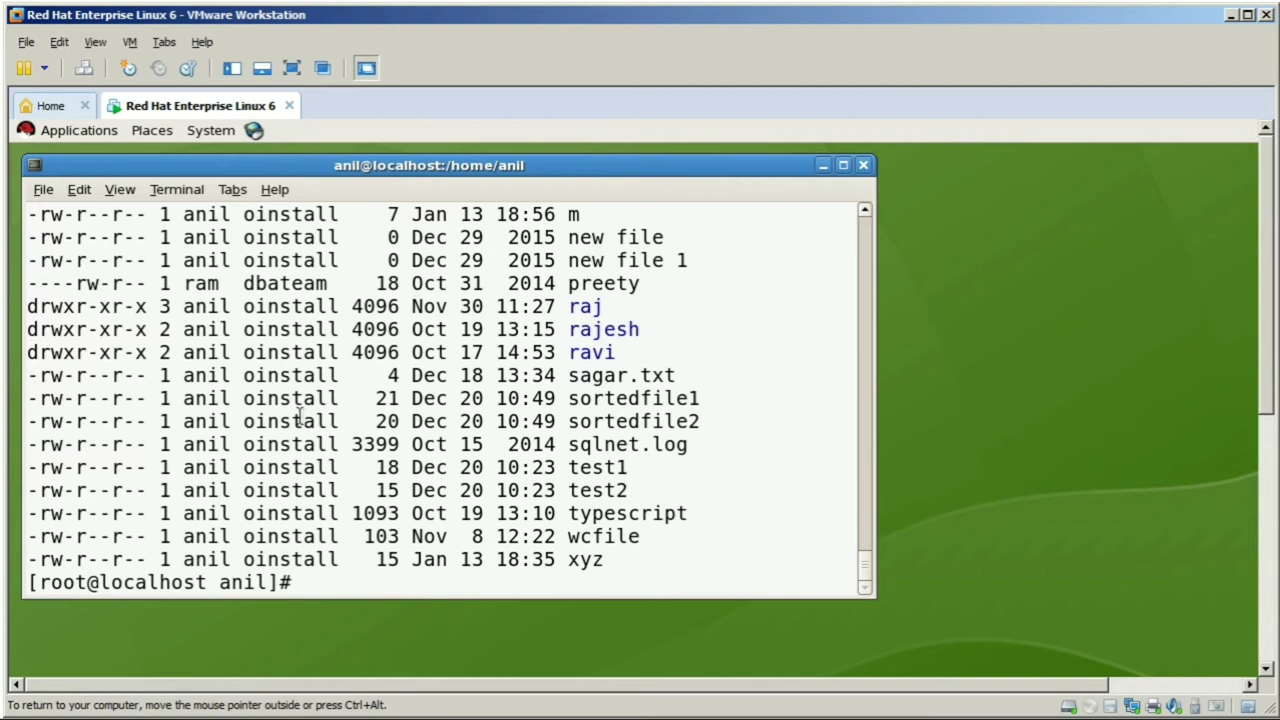 Red Hat Enterprise Linux 6 - VMware Workstation
File Edit View VM Tabs Help
Home Red Hat Enterprise Linux 6
Applications Places System
anil@localhost:/home/anil
File Edit View Terminal Tabs Help
-rw-r--r-- 1 anil oinstall    7 Jan 13 18:56 m
-rw-r--r-- 1 anil oinstall    0 Dec 29  2015 new file
-rw-r--r-- 1 anil oinstall    0 Dec 29  2015 new file 1
----rw-r-- 1 ram  dbateam    18 Oct 31  2014 preety
drwxr-xr-x 3 anil oinstall 4096 Nov 30 11:27 raj
drwxr-xr-x 2 anil oinstall 4096 Oct 19 13:15 rajesh
drwxr-xr-x 2 anil oinstall 4096 Oct 17 14:53 ravi
-rw-r--r-- 1 anil oinstall    4 Dec 18 13:34 sagar.txt
-rw-r--r-- 1 anil oinstall   21 Dec 20 10:49 sortedfile1
-rw-r--r-- 1 anil oinstall   20 Dec 20 10:49 sortedfile2
-rw-r--r-- 1 anil oinstall 3399 Oct 15  2014 sqlnet.log
-rw-r--r-- 1 anil oinstall   18 Dec 20 10:23 test1
-rw-r--r-- 1 anil oinstall   15 Dec 20 10:23 test2
-rw-r--r-- 1 anil oinstall 1093 Oct 19 13:10 typescript
-rw-r--r-- 1 anil oinstall  103 Nov  8 12:22 wcfile
-rw-r--r-- 1 anil oinstall   15 Jan 13 18:35 xyz
[root@localhost anil]#
To return to your computer, move the mouse pointer outside or press Ctrl+Alt.